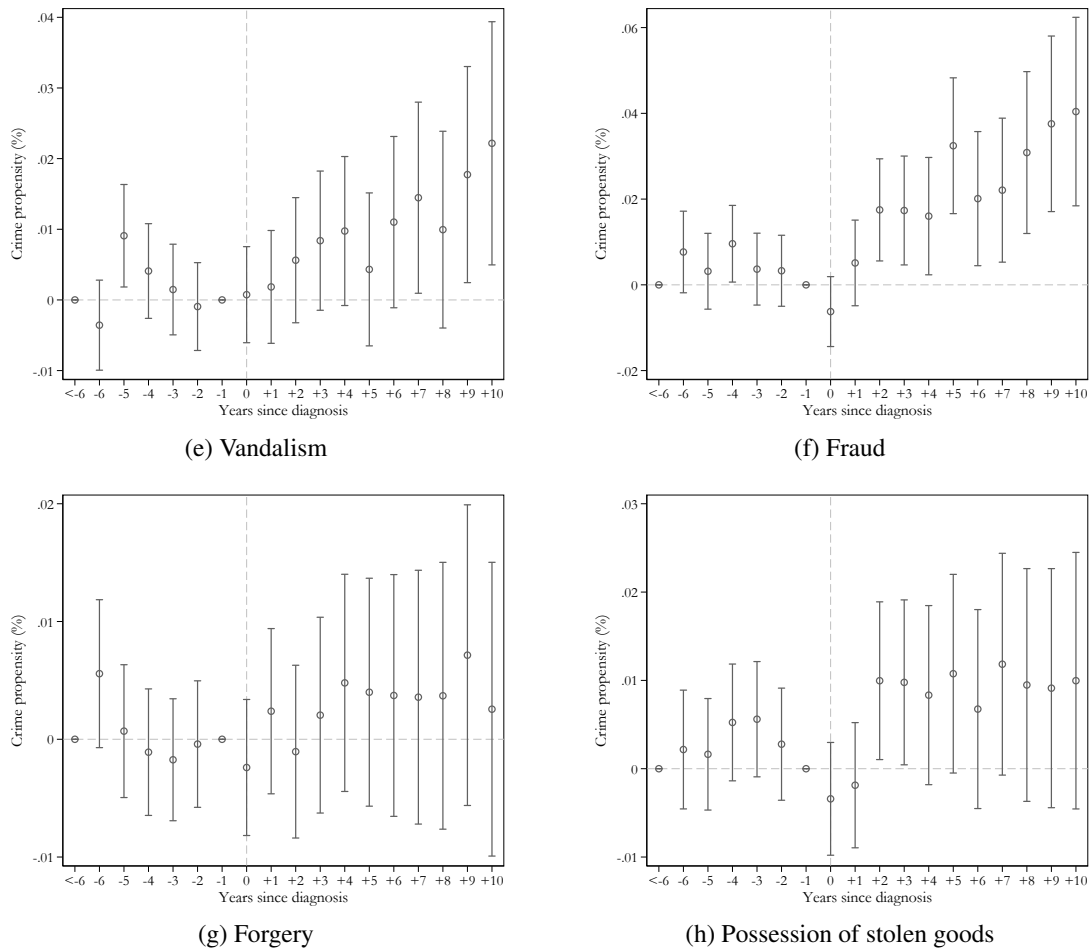 .04
.03
.02
.01
0
-.01
Crime propensity (%)
<-6 -6 -5 -4 -3 -2 -1 0 +1 +2 +3 +4 +5 +6 +7 +8 +9 +10
Years since diagnosis
(e) Vandalism
.06
.04
.02
0
-.02
Crime propensity (%)
<-6 -6 -5 -4 -3 -2 -1 0 +1 +2 +3 +4 +5 +6 +7 +8 +9 +10
Years since diagnosis
(f) Fraud
.02
.01
0
-.01
Crime propensity (%)
<-6 -6 -5 -4 -3 -2 -1 0 +1 +2 +3 +4 +5 +6 +7 +8 +9 +10
Years since diagnosis
(g) Forgery
.03
.02
.01
0
-.01
Crime propensity (%)
<-6 -6 -5 -4 -3 -2 -1 0 +1 +2 +3 +4 +5 +6 +7 +8 +9 +10
Years since diagnosis
(h) Possession of stolen goods